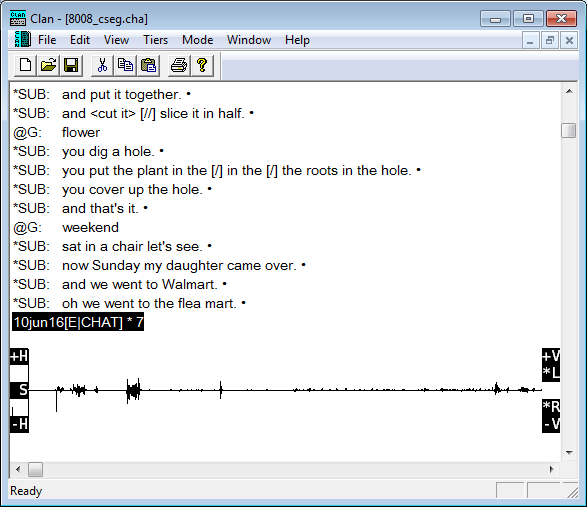 Clan - [8008_cseg.cha]
File Edit View Tiers Mode Window Help
*SUB: and put it together. •
*SUB: and <cut it> [//] slice it in half. •
@G: flower
*SUB: you dig a hole. •
*SUB: you put the plant in the [/] in the [/] the roots in the hole. •
*SUB: you cover up the hole. •
*SUB: and that's it. •
@G: weekend
*SUB: sat in a chair let's see. •
*SUB: now Sunday my daughter came over. •
*SUB: and we went to Walmart. •
*SUB: oh we went to the flea mart. •
10jun16[E|CHAT] * 7
+H +V
*L
S
*R
-H -V
Ready